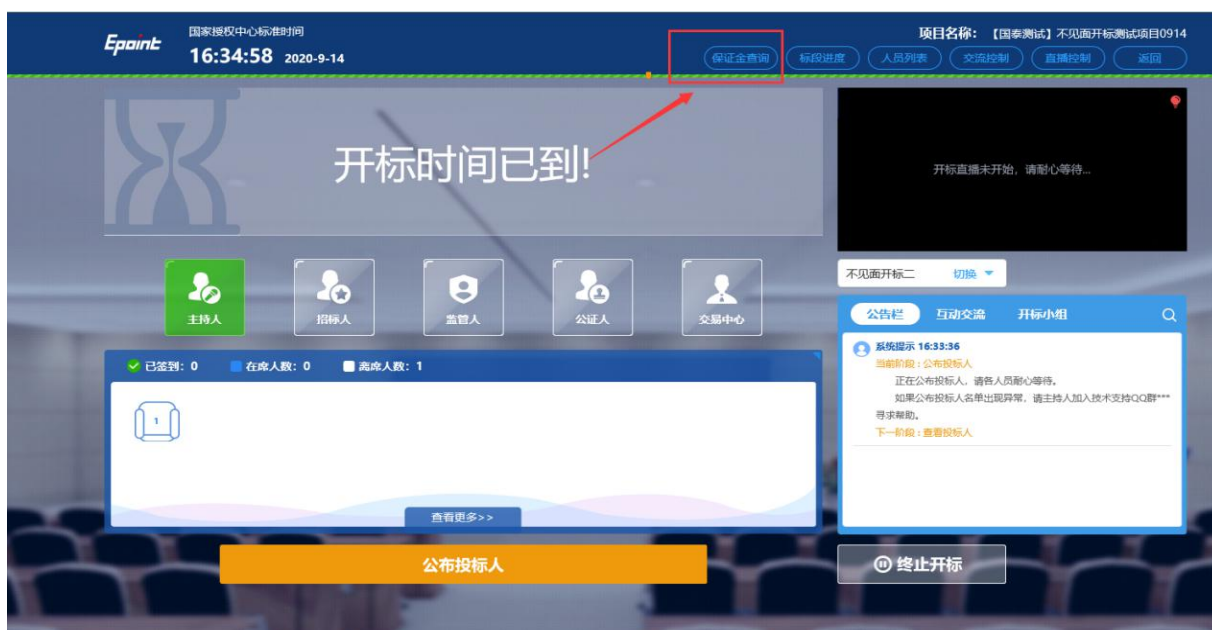 Epoint
国家授权中心标准时间
16:34:58 2020-9-14
项目名称： 【国泰测试】不见面开标测试项目0914
保证金查询 标段进度 人员列表 交流控制 直播控制 返回
开标时间已到!
开标直播未开始，请耐心等待...
主持人 招标人 监管人 公证人 交易中心
不见面开标二 切换
公告栏 互动交流 开标小组
已签到：0 在席人数：0 离席人数：1
1
系统提示 16:33:36
当前阶段：公布投标人
正在公布投标人，请各人员耐心等待。
如果公布投标人名单出现异常，请主持人加入技术支持QQ群***
寻求帮助。
下一阶段：查看投标人
查看更多>>
公布投标人
终止开标